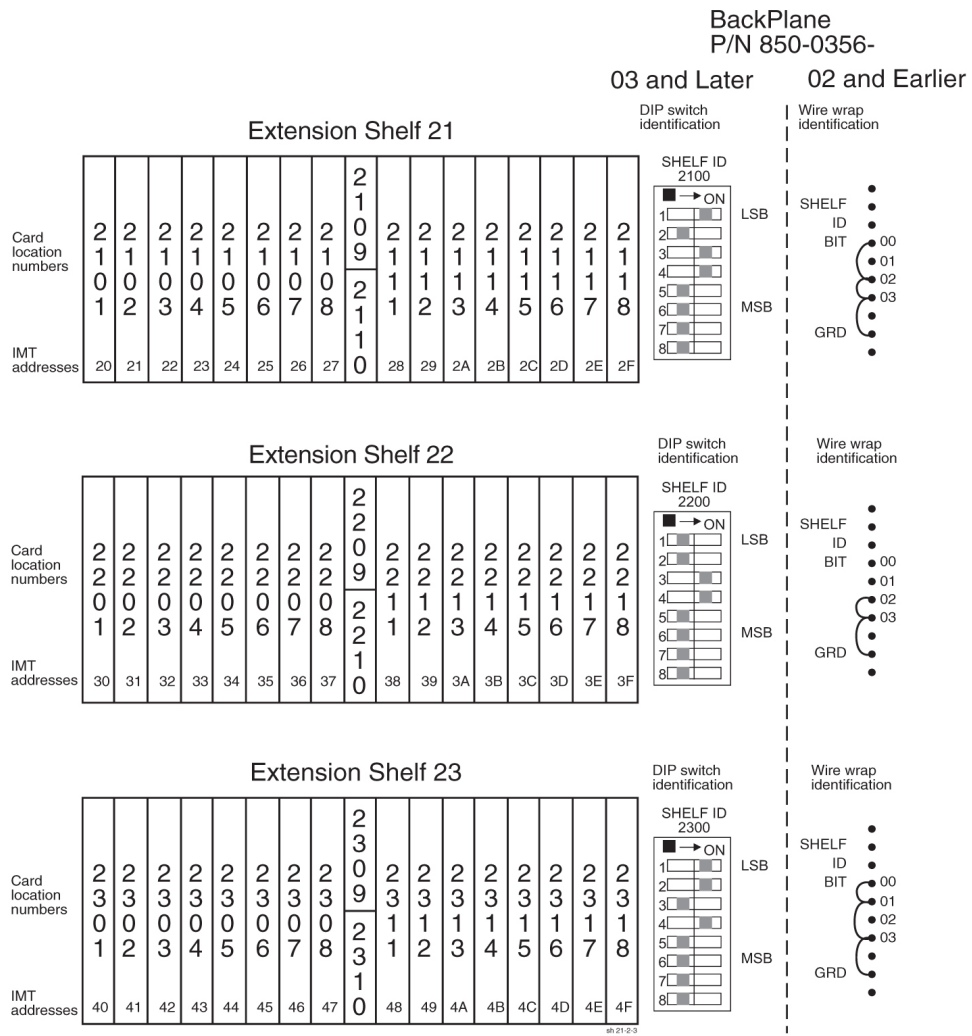 BackPlane
P/N 850-0356-
03 and Later
02 and Earlier
Extension Shelf 21
DIP switch
identification
Wire wrap
identification
SHELF ID
2100
ON
1
2
3
4
5
6
7
8
LSB
MSB
SHELF
ID
BIT
00
01
02
03
GRD
Card
location
numbers
2101 2102 2103 2104 2105 2106 2107 2108 2109 2110 2111 2112 2113 2114 2115 2116 2117 2118
IMT
addresses
20 21 22 23 24 25 26 27 28 29 2A 2B 2C 2D 2E 2F
Extension Shelf 22
DIP switch
identification
Wire wrap
identification
SHELF ID
2200
ON
1
2
3
4
5
6
7
8
LSB
MSB
SHELF
ID
BIT
00
01
02
03
GRD
Card
location
numbers
2201 2202 2203 2204 2205 2206 2207 2208 2209 2210 2211 2212 2213 2214 2215 2216 2217 2218
IMT
addresses
30 31 32 33 34 35 36 37 38 39 3A 3B 3C 3D 3E 3F
Extension Shelf 23
DIP switch
identification
Wire wrap
identification
SHELF ID
2300
ON
1
2
3
4
5
6
7
8
LSB
MSB
SHELF
ID
BIT
00
01
02
03
GRD
Card
location
numbers
2301 2302 2303 2304 2305 2306 2307 2308 2309 2310 2311 2312 2313 2314 2315 2316 2317 2318
IMT
addresses
40 41 42 43 44 45 46 47 48 49 4A 4B 4C 4D 4E 4F
sh 21-2-3